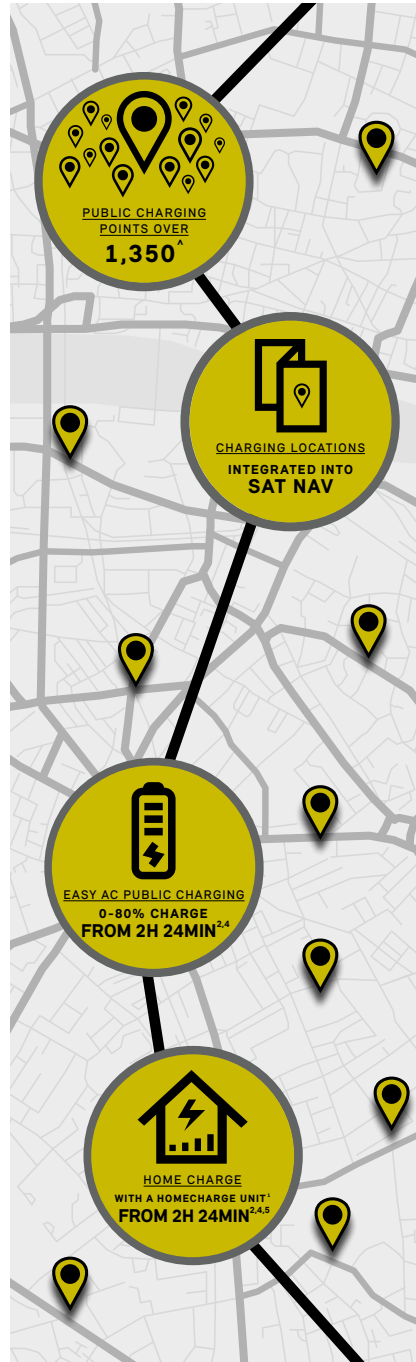 PUBLIC CHARGING
POINTS OVER
1,350^
CHARGING LOCATIONS
INTEGRATED INTO
SAT NAV
EASY AC PUBLIC CHARGING
0-80% CHARGE
FROM 2H 24MIN2,4
HOME CHARGE
WITH A HOMECHARGE UNIT1
FROM 2H 24MIN2,4,5